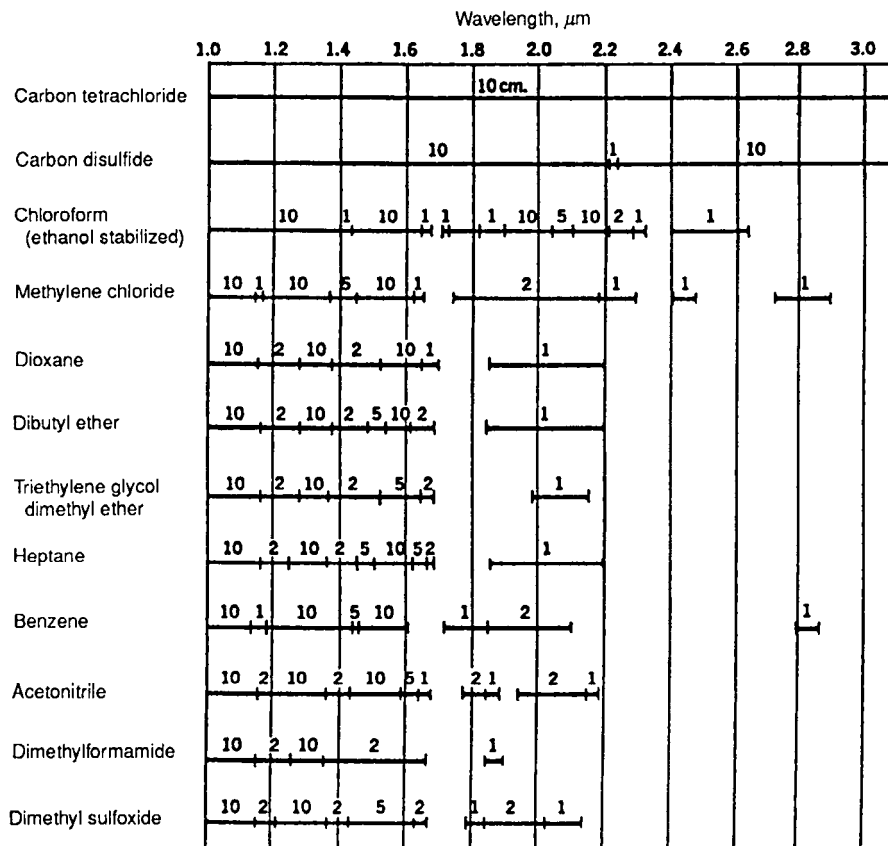 Wavelength, μm
1.0 1.2 1.4 1.6 1.8 2.0 2.2 2.4 2.6 2.8 3.0
Carbon tetrachloride 10 cm.
Carbon disulfide 10 1 10
Chloroform 10 1 10 1 1 1 10 5 10 2 1 1
(ethanol stabilized)
Methylene chloride 10 1 10 5 10 1 2 1 1 1
Dioxane 10 2 10 2 10 1 1
Dibutyl ether 10 2 10 2 5 10 2 1
Triethylene glycol 10 2 10 2 5 2 1
dimethyl ether
Heptane 10 2 10 2 5 10 5 2 1
Benzene 10 1 10 5 10 1 2 1
Acetonitrile 10 2 10 2 10 5 1 2 1 2 1
Dimethylformamide 10 2 10 2 1
Dimethyl sulfoxide 10 2 10 2 5 2 1 2 1